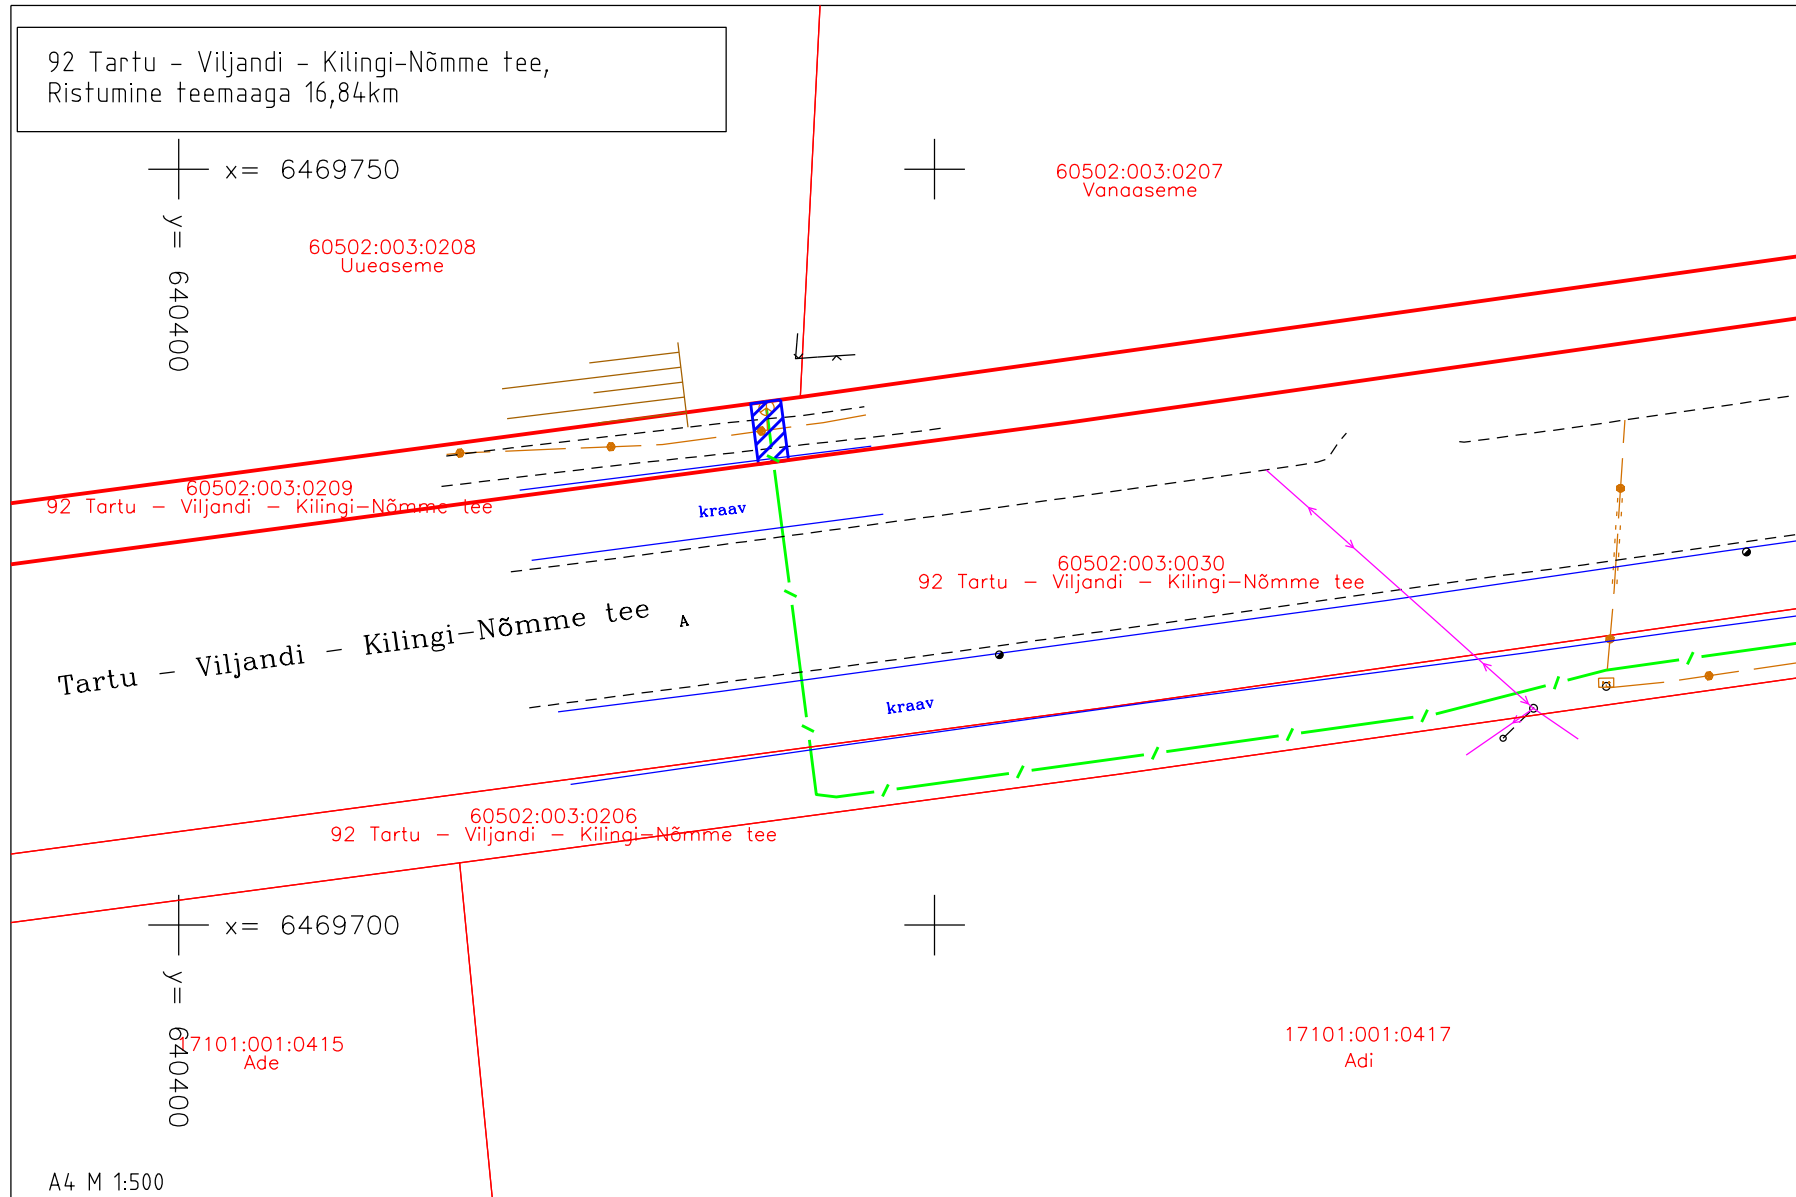 92 Tartu - Viljandi - Kilingi-Nõmme tee,
Ristumine teemaaga 16,84km
x= 6469750
y= 640400
60502:003:0207
Vanaaseme
60502:003:0208
Uueaseme
60502:003:0209
92 Tartu - Viljandi - Kilingi-Nõmme tee
kraav
60502:003:0030
92 Tartu - Viljandi - Kilingi-Nõmme tee
Tartu - Viljandi - Kilingi-Nõmme tee
A
kraav
60502:003:0206
92 Tartu - Viljandi - Kilingi-Nõmme tee
x= 6469700
y= 640400
17101:001:0415
Ade
17101:001:0417
Adi
A4 M 1:500